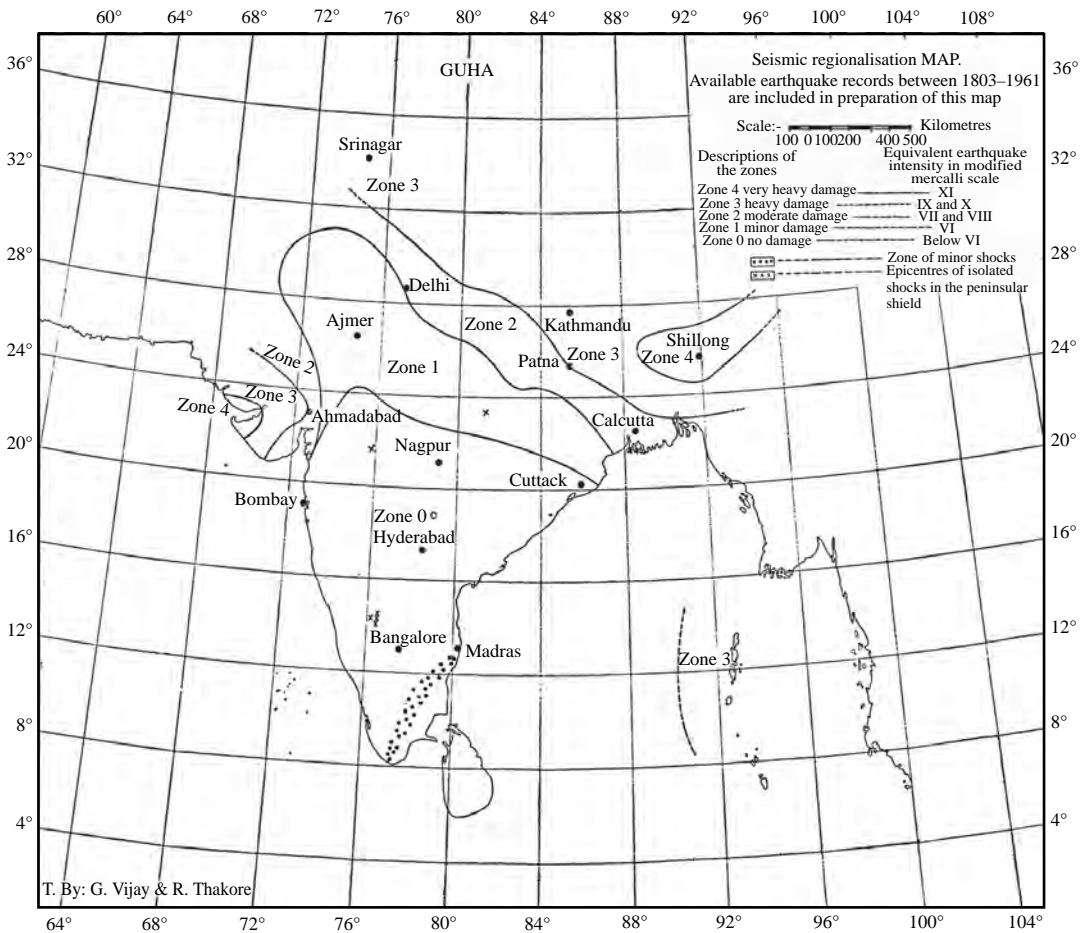 60° 64° 68° 72° 76° 80° 84° 88° 92° 96° 100° 104° 108°
GUHA
Seismic regionalisation MAP.
Available earthquake records between 1803–1961
are included in preparation of this map
Scale:- Kilometres
100 0 100 200 400 500
Descriptions of
the zones
Equivalent earthquake
intensity in modified
mercalli scale
Zone 4 very heavy damage XI
Zone 3 heavy damage IX and X
Zone 2 moderate damage VII and VIII
Zone 1 minor damage VI
Zone 0 no damage Below VI
Zone of minor shocks
Epicentres of isolated
shocks in the peninsular
shield
36° 36°
32° 32°
28° 28°
24° 24°
20° 20°
16° 16°
12° 12°
8° 8°
4° 4°
Srinagar
Zone 3
Delhi
Ajmer
Zone 2
Kathmandu
Shillong
Zone 4
Zone 2
Zone 1
Patna
Zone 3
Zone 3
Zone 4
Ahmadabad
Calcutta
Nagpur
Cuttack
Bombay
Zone 0
Hyderabad
Bangalore
Madras
Zone 3
T. By: G. Vijay & R. Thakore
64° 68° 72° 76° 80° 84° 88° 92° 96° 100° 104°